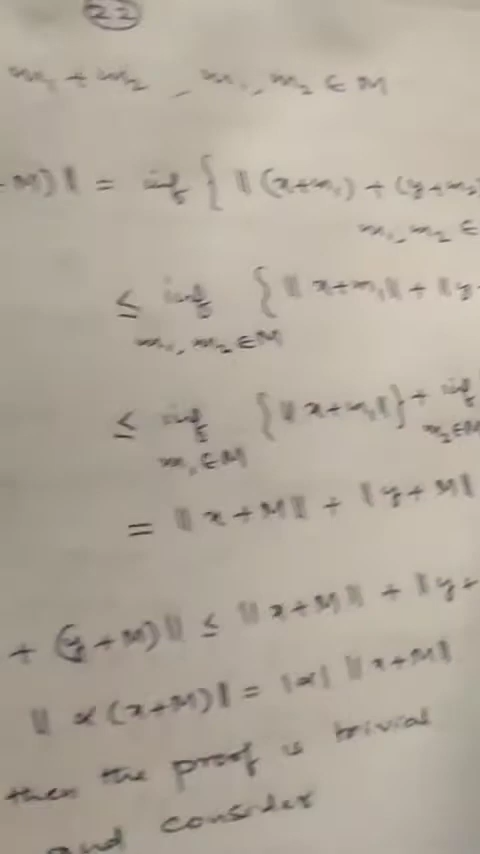 22
m₁ + m₂ , m₁, m₂ ∈ M
+ M)‖ = inf { ‖(x+m₁) + (y+m₂)
m₁, m₂ ∈
≤ inf { ‖x+m₁‖ + ‖y+
m₁, m₂ ∈ M
≤ inf {‖x+m₁‖} + inf
m₁ ∈ M m₂ ∈ M
= ‖x+M‖ + ‖y+M‖
+ (y+M)‖ ≤ ‖x+M‖ + ‖y+
‖α(x+M)‖ = |α| ‖x+M‖
then the proof is trivial
and consider